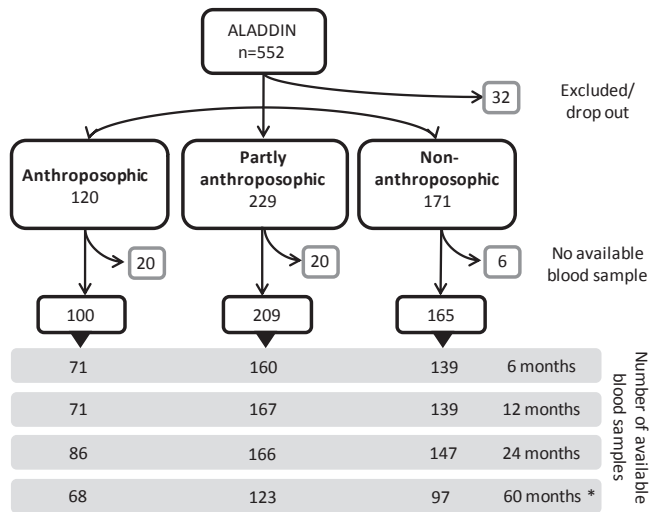 ALADDIN
n=552
32
Excluded/
drop out
Anthroposophic
120
Partly
anthroposophic
229
Non-
anthroposophic
171
20
20
6
No available
blood sample
100
209
165
71 160 139 6 months
71 167 139 12 months
86 166 147 24 months
68 123 97 60 months *
Number of available
blood samples